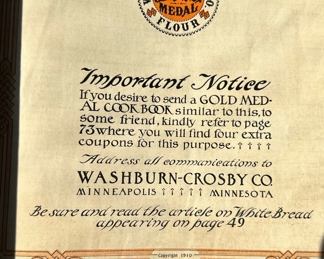 MEDAL
FLOUR
Important Notice
If you desire to send a GOLD MED-
AL COOK BOOK similar to this, to
some friend, kindly refer to page
73 where you will find four extra
coupons for this purpose.
Address all communications to
WASHBURN-CROSBY CO.
MINNEAPOLIS MINNESOTA
Be sure and read the article on White Bread
appearing on page 49
Copyright 1910